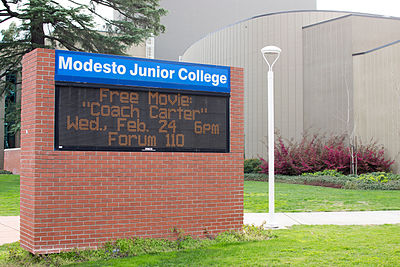 Modesto Junior College
Free Movie:
"Coach Carter"
Wed., Feb. 24 6pm
Forum 110